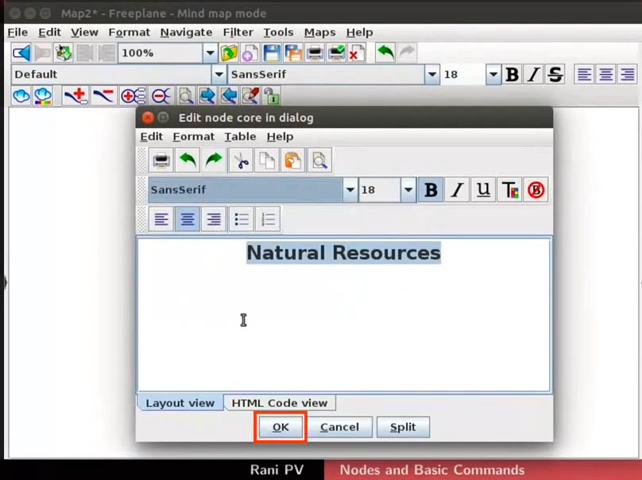 Map2* - Freeplane - Mind map mode
File Edit View Format Navigate Filter Tools Maps Help
100%
Default SansSerif 18 B I S
Edit node core in dialog
Edit Format Table Help
SansSerif 18 B I U T
Natural Resources
Layout view HTML Code view
OK Cancel Split
Rani PV Nodes and Basic Commands